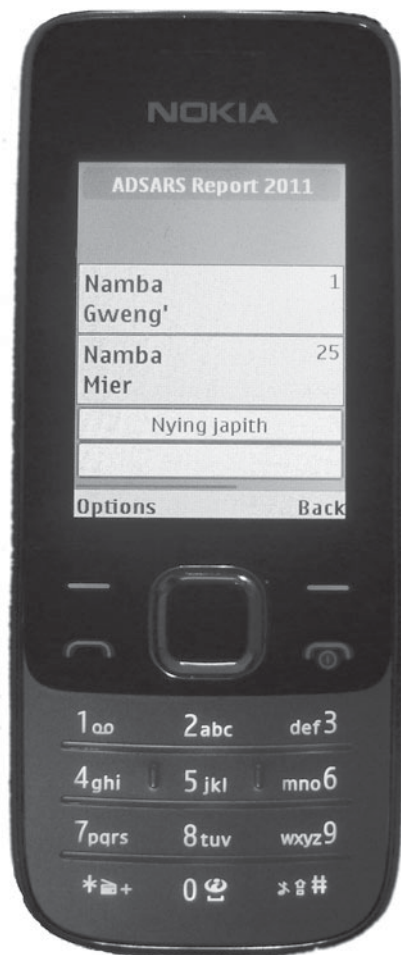 NOKIA
ADSARS Report 2011
Namba 1
Gweng'
Namba 25
Mier
Nying japith
Options Back
1 2abc def3
4ghi 5jkl mno6
7pqrs 8tuv wxyz9
*+ 0 #